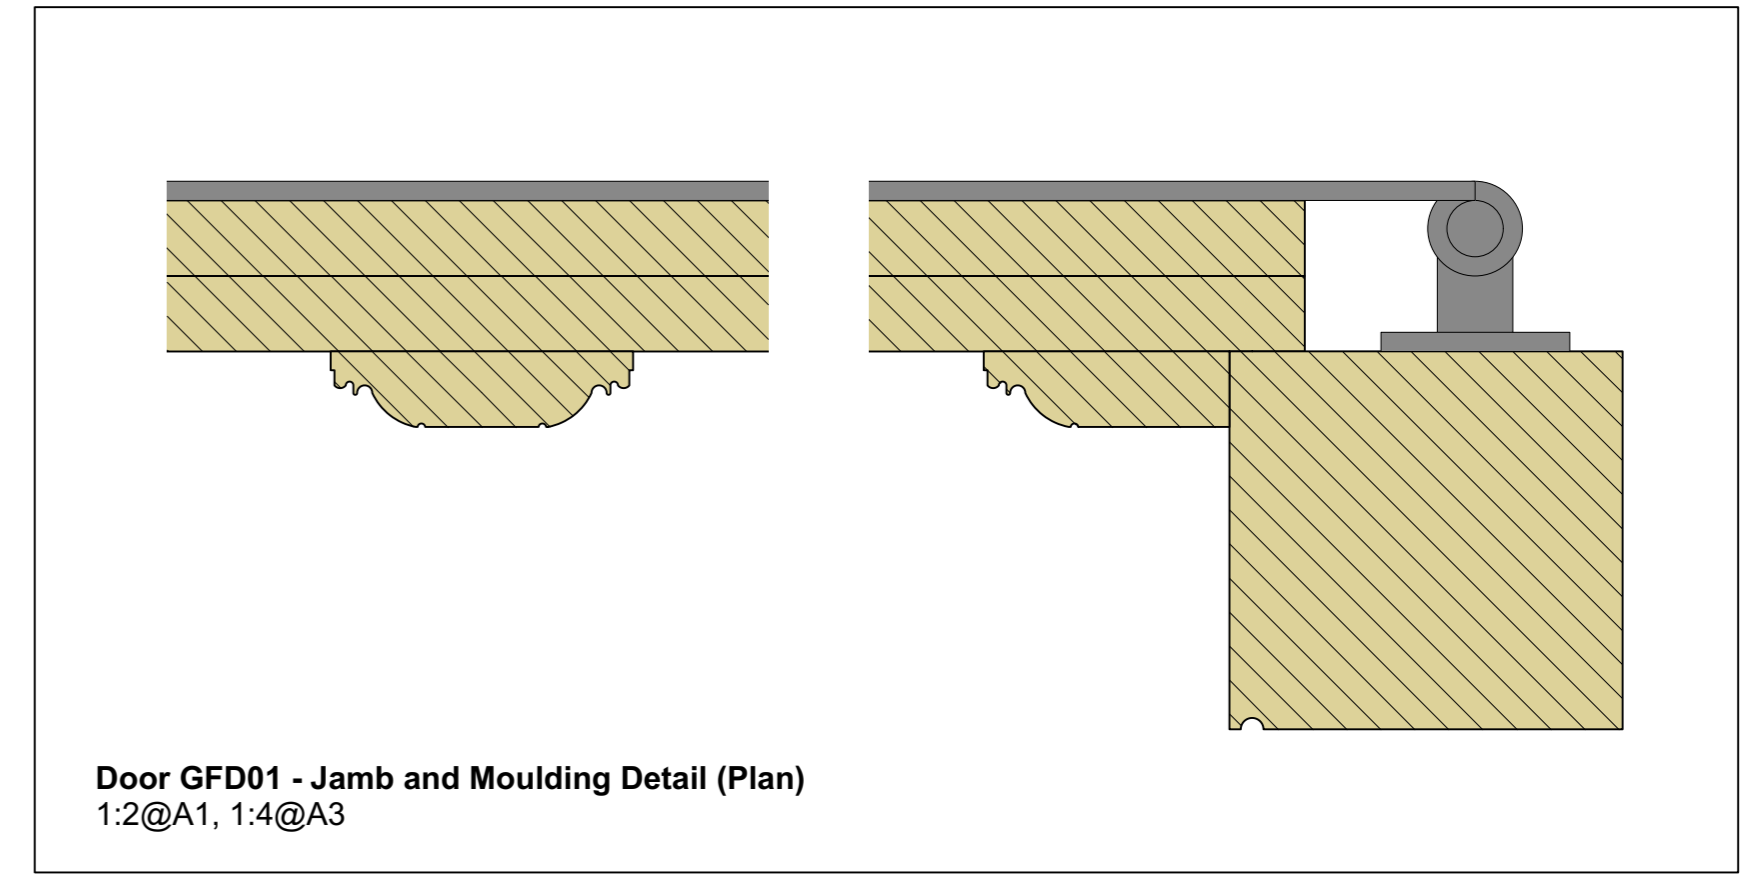 Door GFD01 - Jamb and Moulding Detail (Plan)
1:2@A1, 1:4@A3